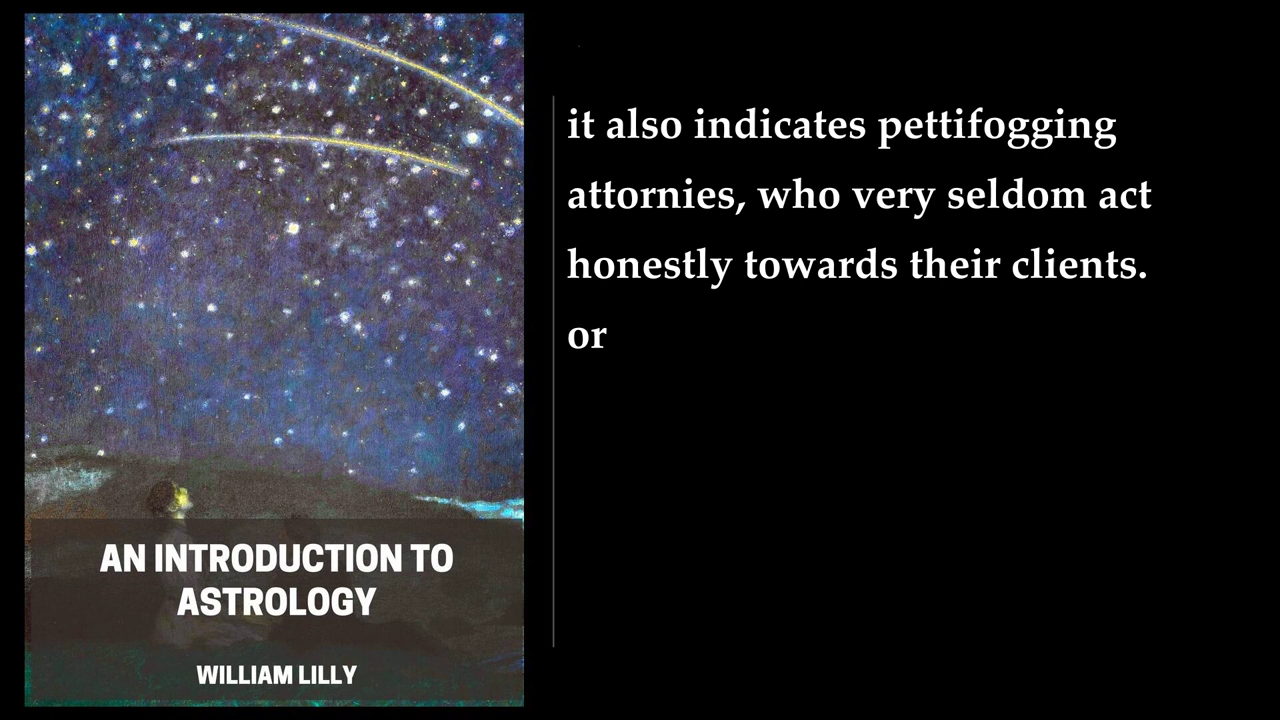 AN INTRODUCTION TO
ASTROLOGY
WILLIAM LILLY
it also indicates pettifogging
attornies, who very seldom act
honestly towards their clients.
or